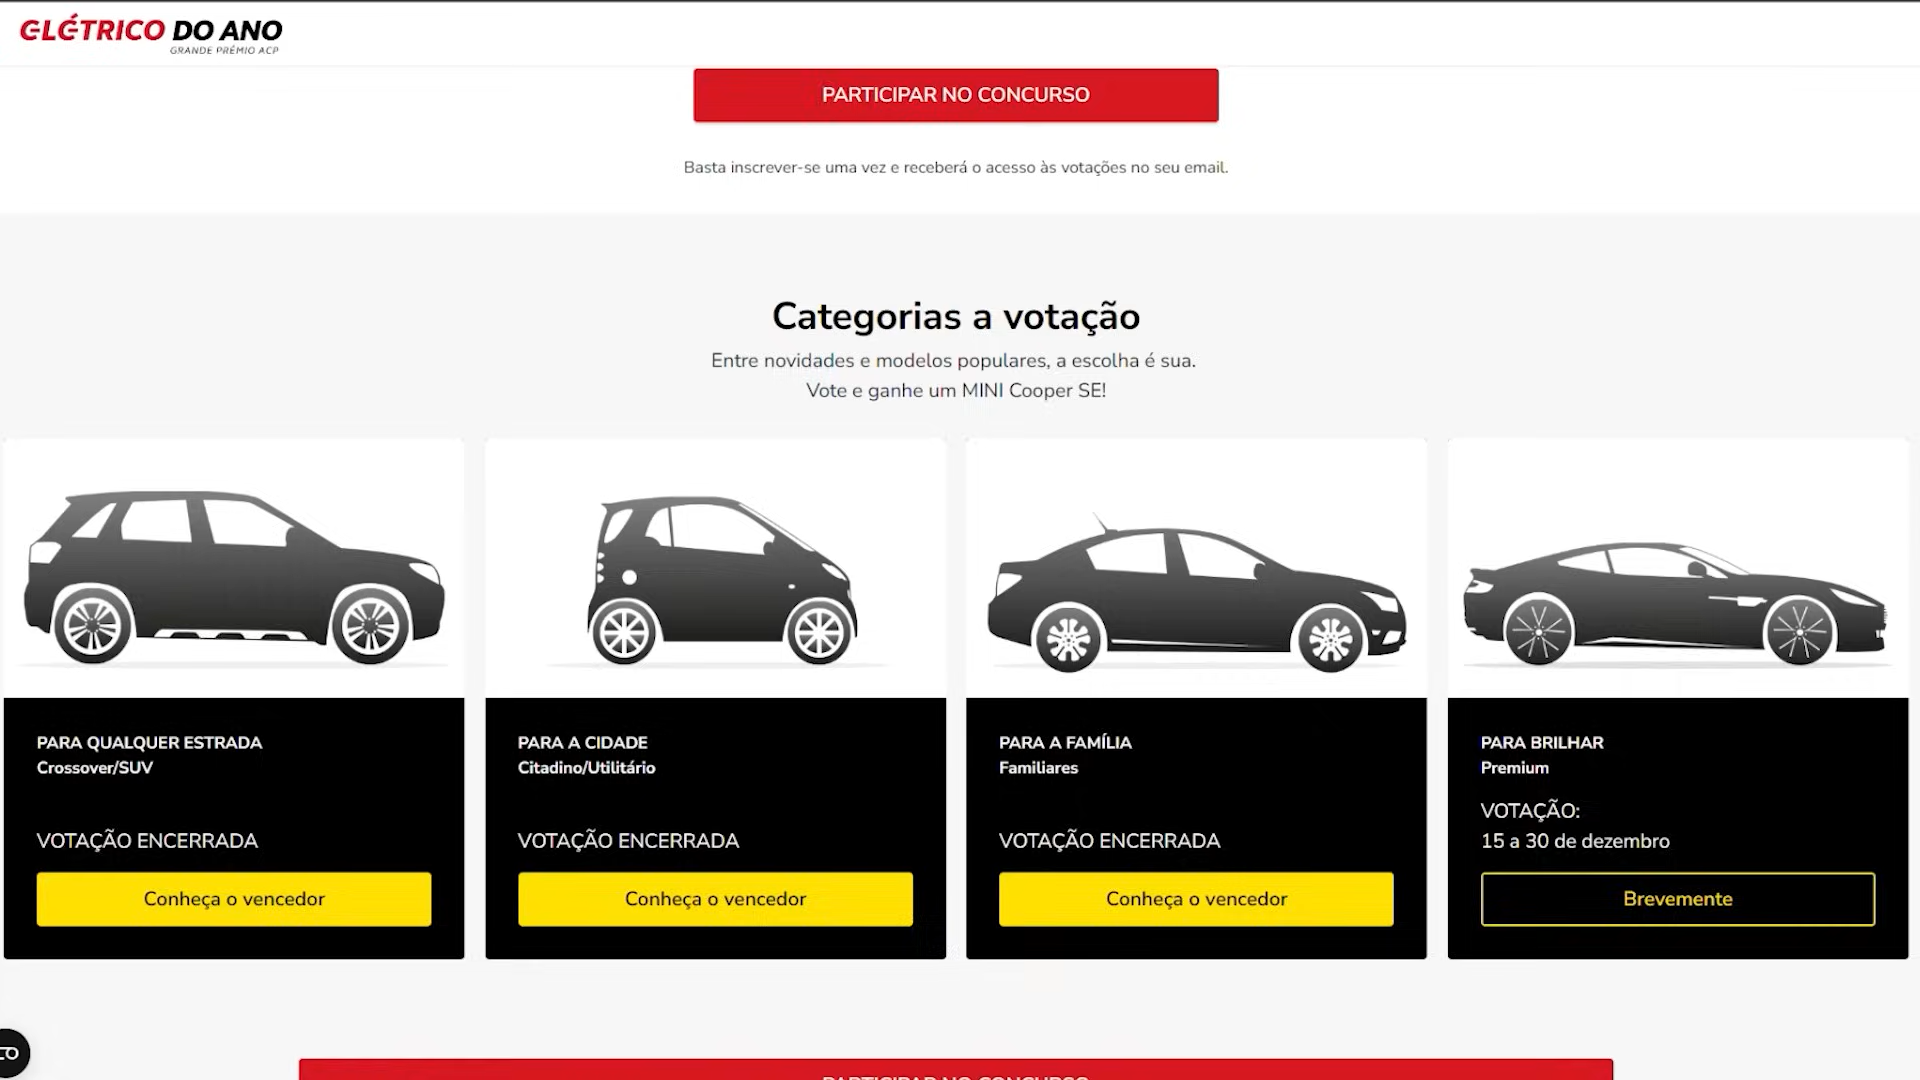 ELÉTRICO DO ANO
GRANDE PRÉMIO ACP
PARTICIPAR NO CONCURSO
Basta inscrever-se uma vez e receberá o acesso às votações no seu email.
Categorias a votação
Entre novidades e modelos populares, a escolha é sua.
Vote e ganhe um MINI Cooper SE!
PARA QUALQUER ESTRADA
Crossover/SUV
VOTAÇÃO ENCERRADA
Conheça o vencedor
PARA A CIDADE
Citadino/Utilitário
VOTAÇÃO ENCERRADA
Conheça o vencedor
PARA A FAMÍLIA
Familiares
VOTAÇÃO ENCERRADA
Conheça o vencedor
PARA BRILHAR
Premium
VOTAÇÃO:
15 a 30 de dezembro
Brevemente
PARTICIPAR NO CONCURSO